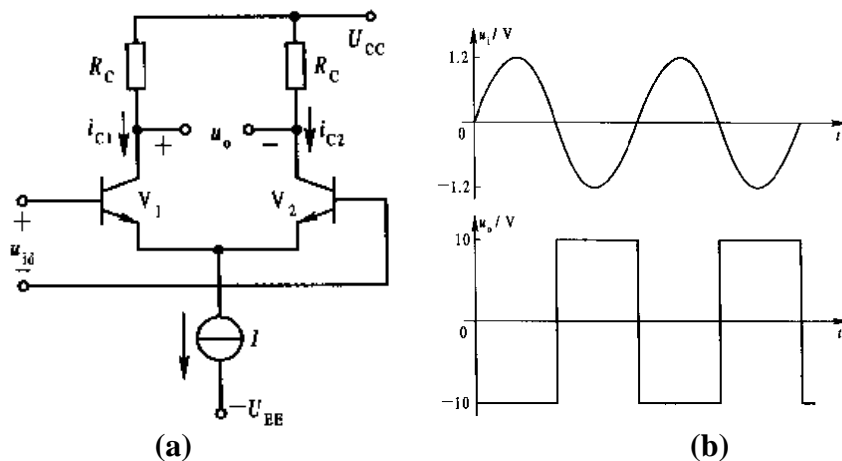 U_CC
R_C R_C
i_C1 + u_o − i_C2
V_1 V_2
+
u_id
−
I
−U_EE
(a)
u_i / V
1.2
0
t
−1.2
u_o / V
10
0
t
−10
(b)